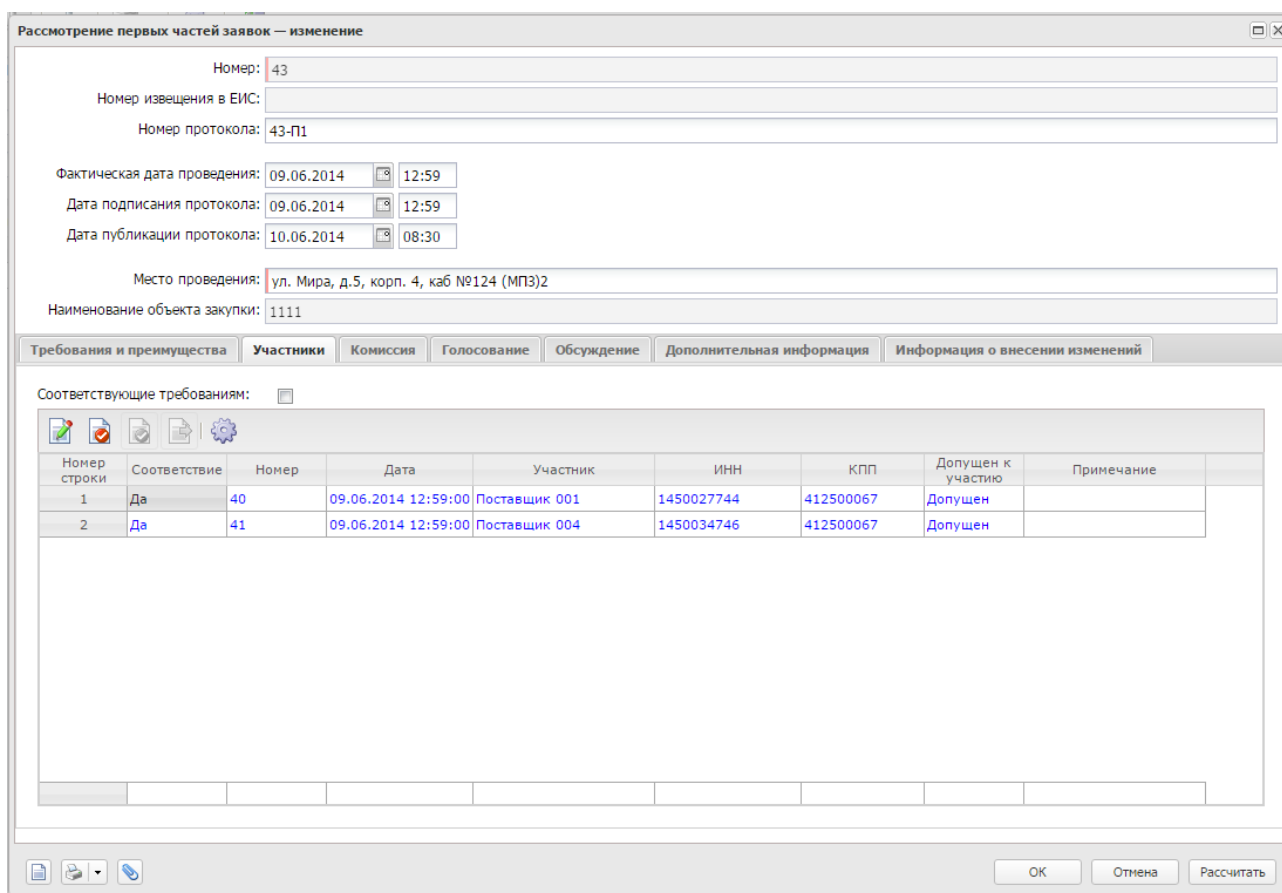 Рассмотрение первых частей заявок — изменение
Номер: 43
Номер извещения в ЕИС:
Номер протокола: 43-П1
Фактическая дата проведения: 09.06.2014 12:59
Дата подписания протокола: 09.06.2014 12:59
Дата публикации протокола: 10.06.2014 08:30
Место проведения: ул. Мира, д.5, корп. 4, каб №124 (МПЗ)2
Наименование объекта закупки: 1111
Требования и преимущества Участники Комиссия Голосование Обсуждение Дополнительная информация Информация о внесении изменений
Соответствующие требованиям:
Номер строки Соответствие Номер Дата Участник ИНН КПП Допущен к участию Примечание
1 Да 40 09.06.2014 12:59:00 Поставщик 001 1450027744 412500067 Допущен
2 Да 41 09.06.2014 12:59:00 Поставщик 004 1450034746 412500067 Допущен
ОК Отмена Рассчитать